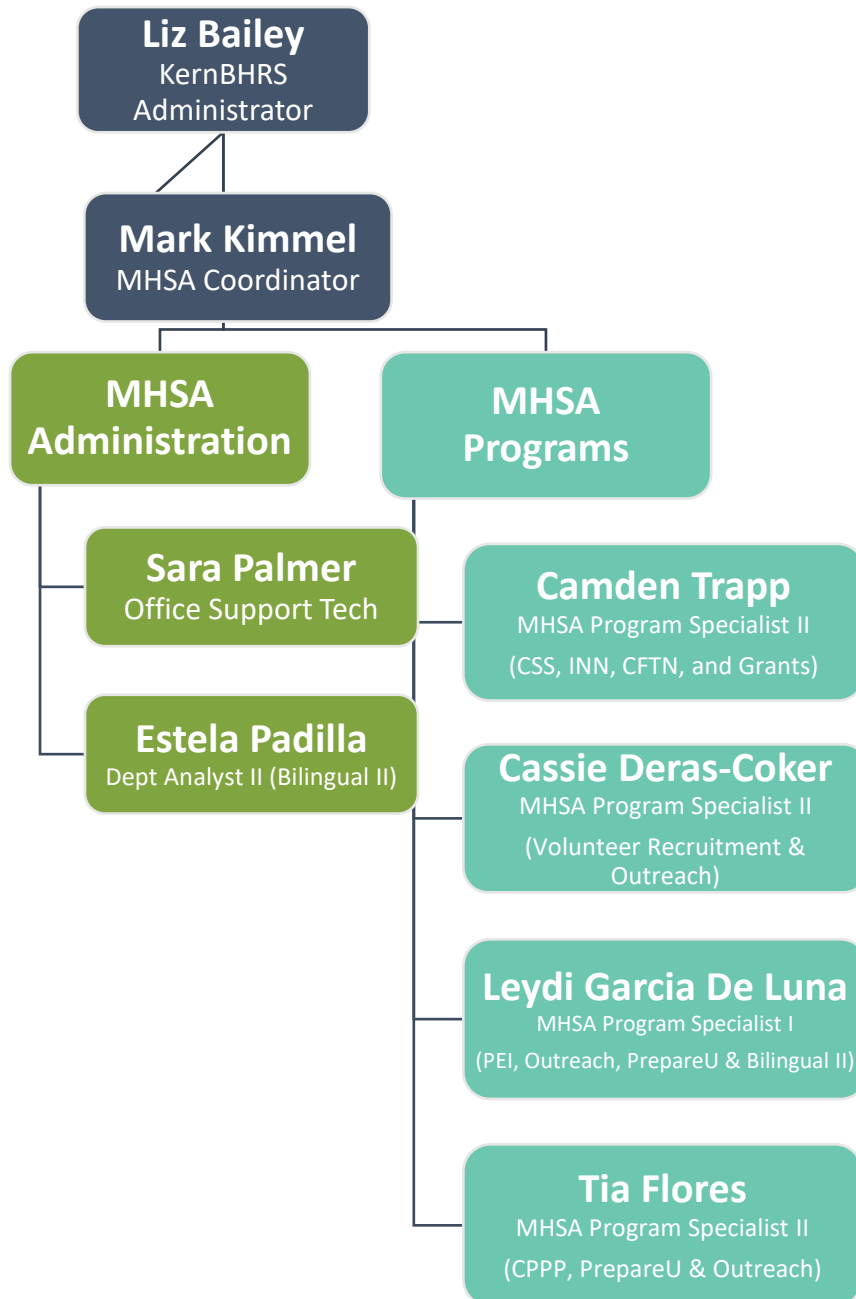 Liz Bailey
KernBHRS
Administrator
Mark Kimmel
MHSA Coordinator
MHSA
Administration
MHSA
Programs
Sara Palmer
Office Support Tech
Estela Padilla
Dept Analyst II (Bilingual II)
Camden Trapp
MHSA Program Specialist II
(CSS, INN, CFTN, and Grants)
Cassie Deras-Coker
MHSA Program Specialist II
(Volunteer Recruitment &
Outreach)
Leydi Garcia De Luna
MHSA Program Specialist I
(PEI, Outreach, PrepareU & Bilingual II)
Tia Flores
MHSA Program Specialist II
(CPPP, PrepareU & Outreach)